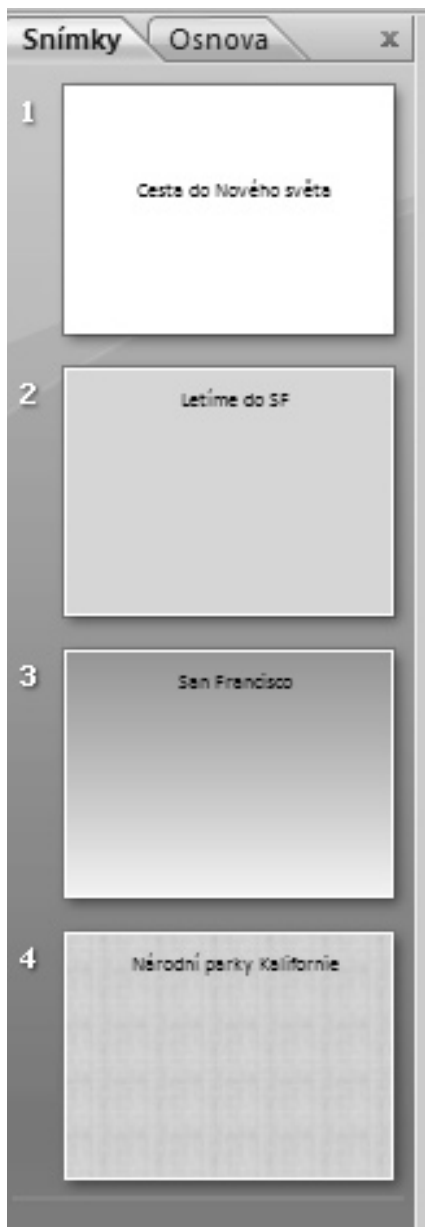 Snímky Osnova x
1
Cesta do Nového světa
2
Letíme do SF
3
San Francisco
4
Národní parky Kalifornie